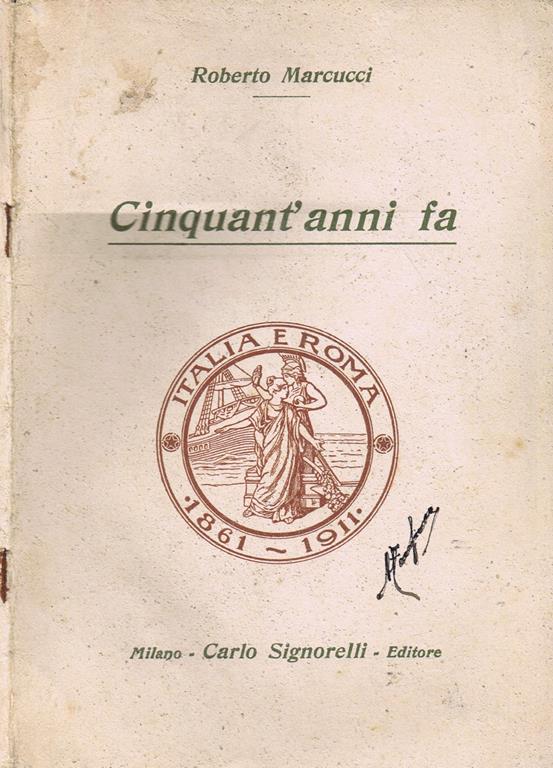 Roberto Marcucci
Cinquant'anni fa
ITALIA E ROMA
· 1861 ~ 1911 ·
Milano - Carlo Signorelli - Editore